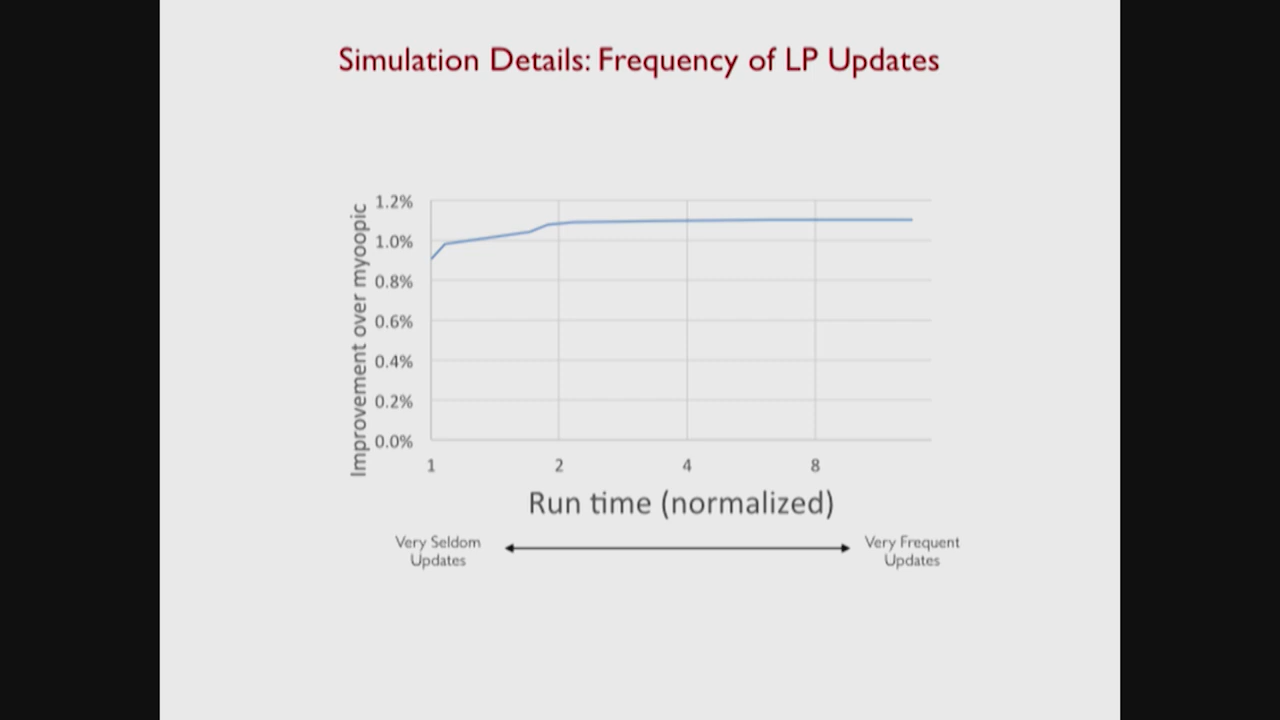 Simulation Details: Frequency of LP Updates
Improvement over myoopic
1.2%
1.0%
0.8%
0.6%
0.4%
0.2%
0.0%
1 2 4 8
Run time (normalized)
Very Seldom
Updates
Very Frequent
Updates